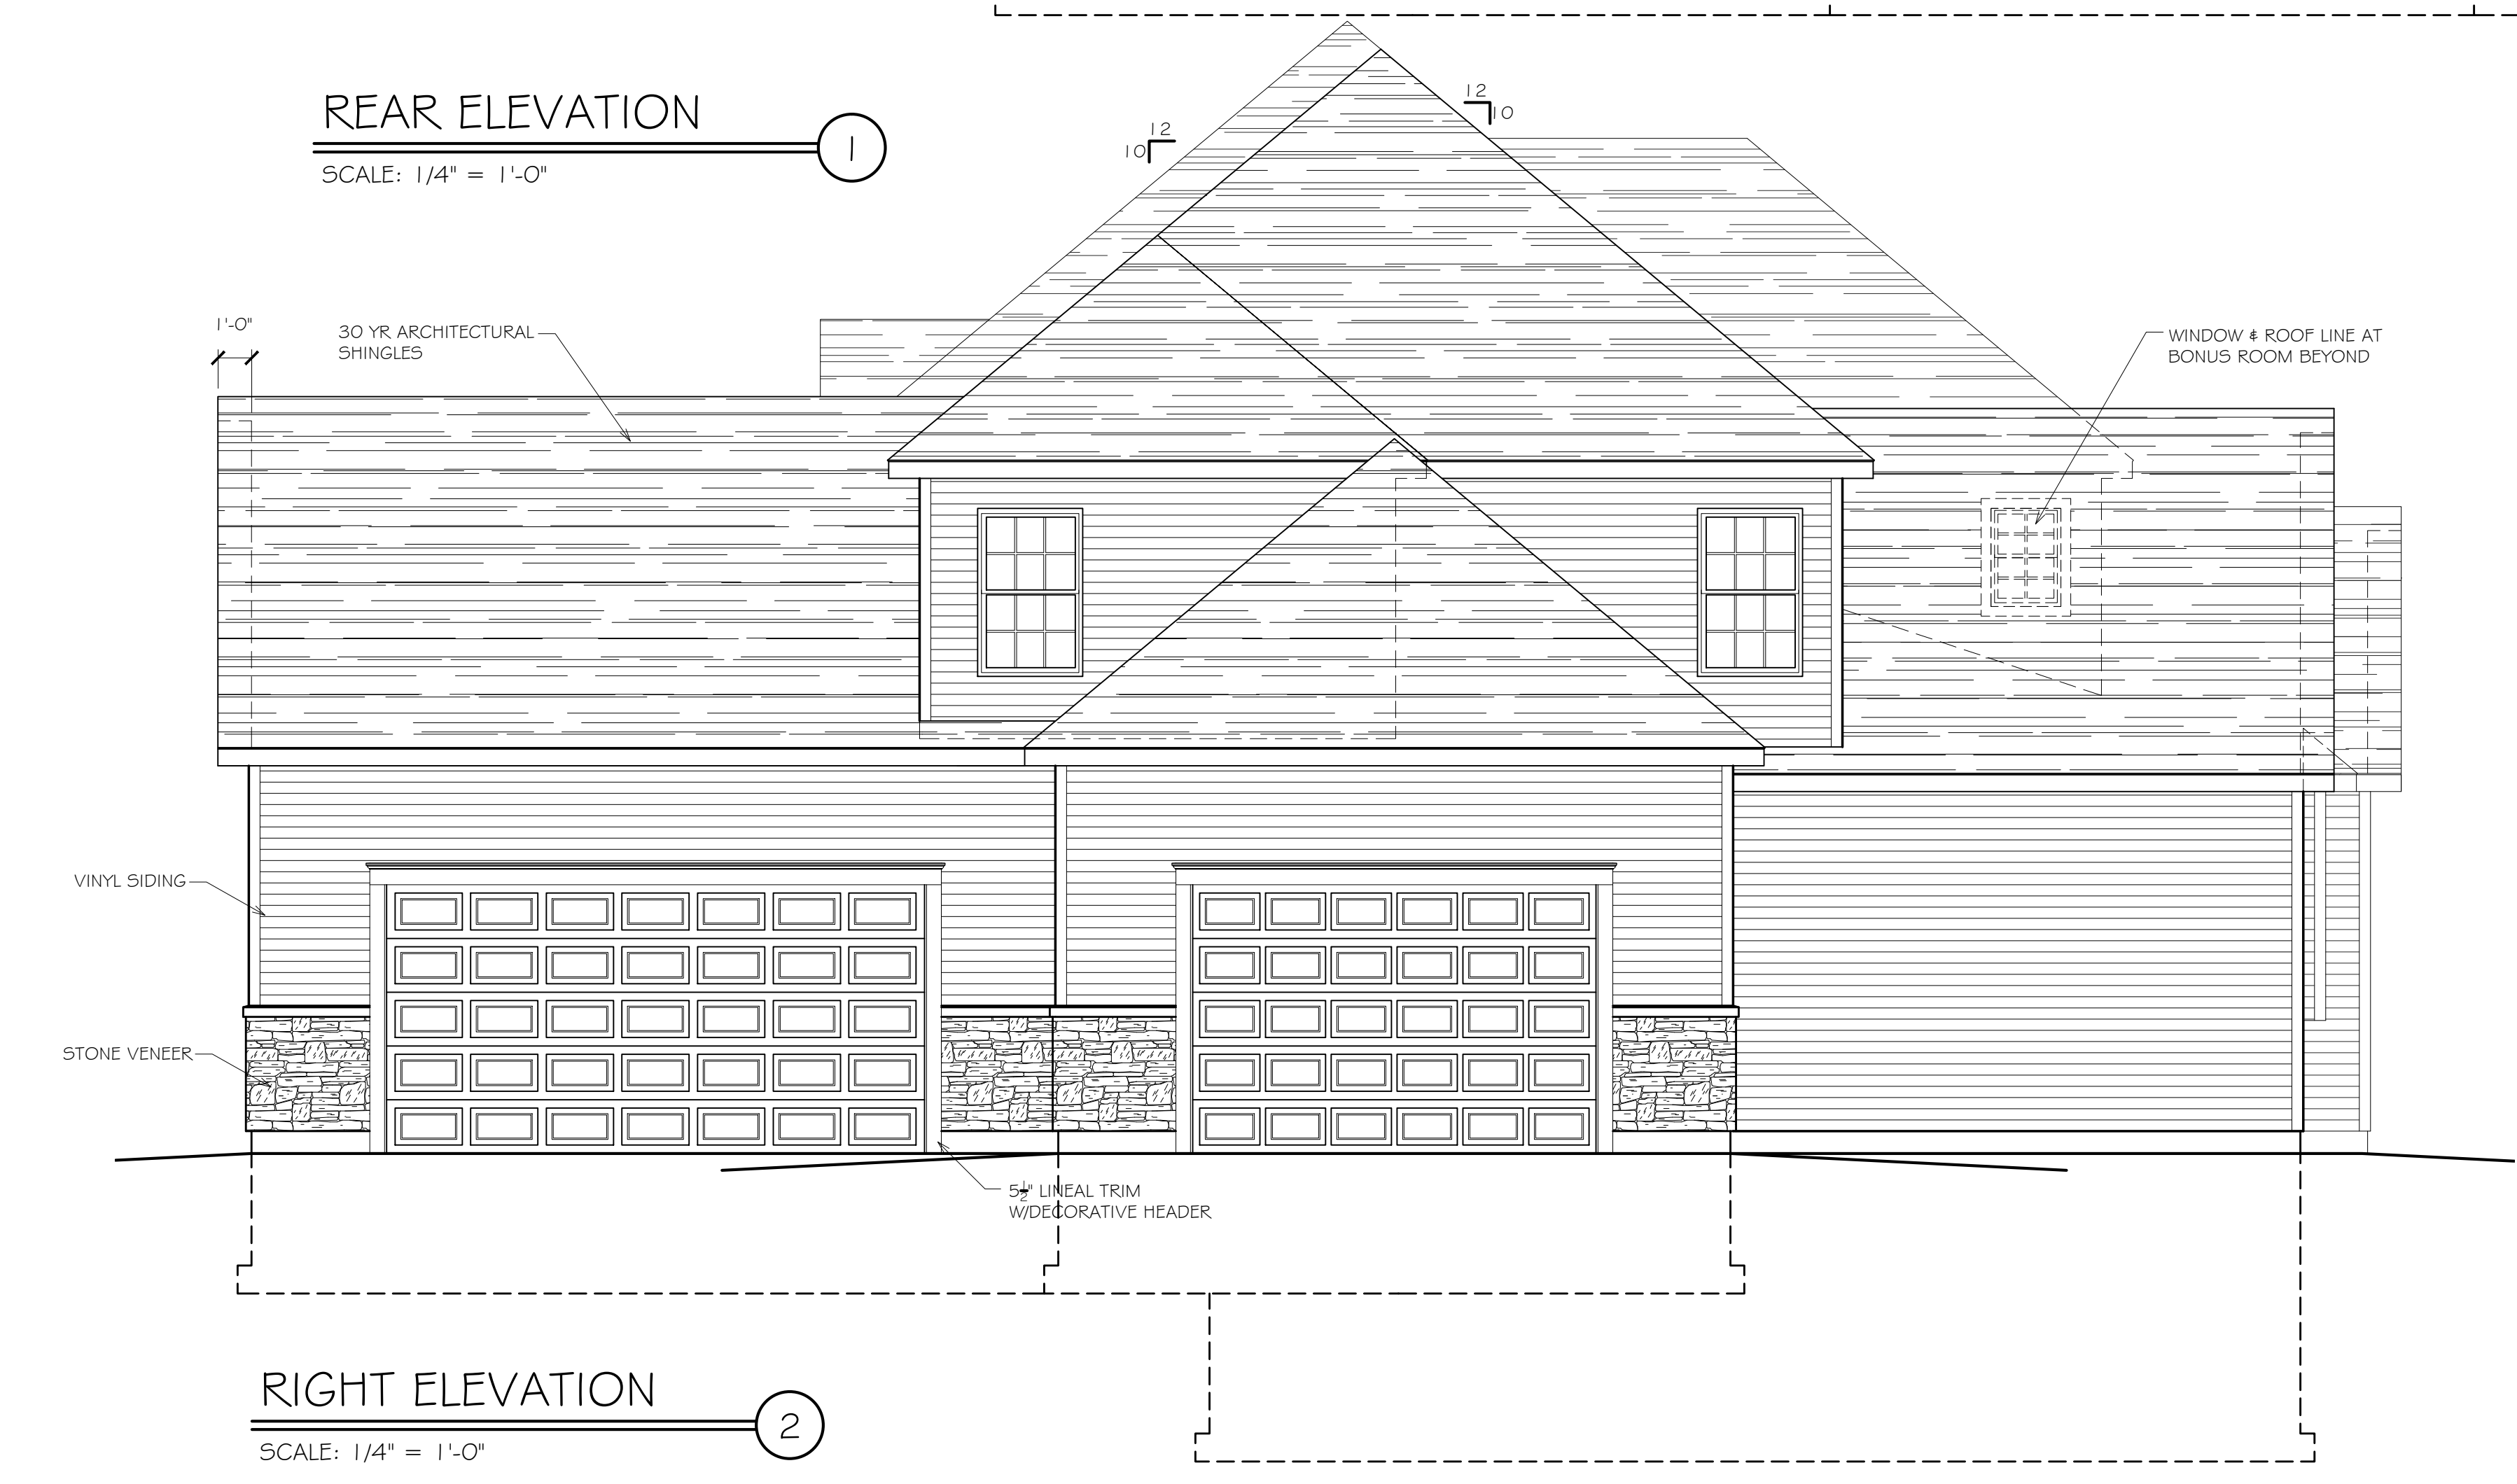 REAR ELEVATION
1
SCALE: 1/4" = 1'-0"
12
10
12
10
1'-0"
30 YR ARCHITECTURAL
SHINGLES
WINDOW & ROOF LINE AT
BONUS ROOM BEYOND
VINYL SIDING
STONE VENEER
5½" LINEAL TRIM
W/DECORATIVE HEADER
RIGHT ELEVATION
2
SCALE: 1/4" = 1'-0"